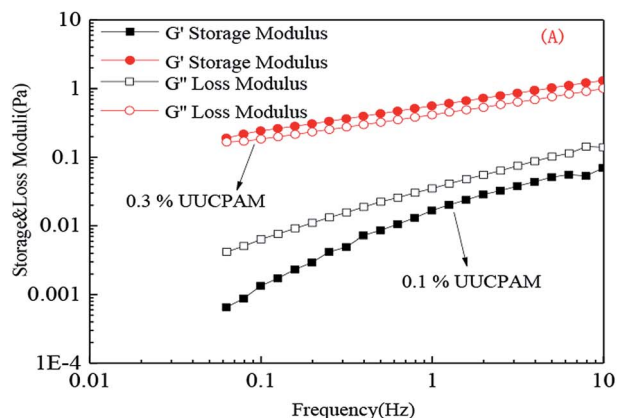 G' Storage Modulus
G' Storage Modulus
G'' Loss Modulus
G'' Loss Modulus
(A)
Storage&Loss Moduli(Pa)
10
1
0.1
0.01
0.001
1E-4
0.3 % UUCPAM
0.1 % UUCPAM
0.01
0.1
1
10
Frequency(Hz)